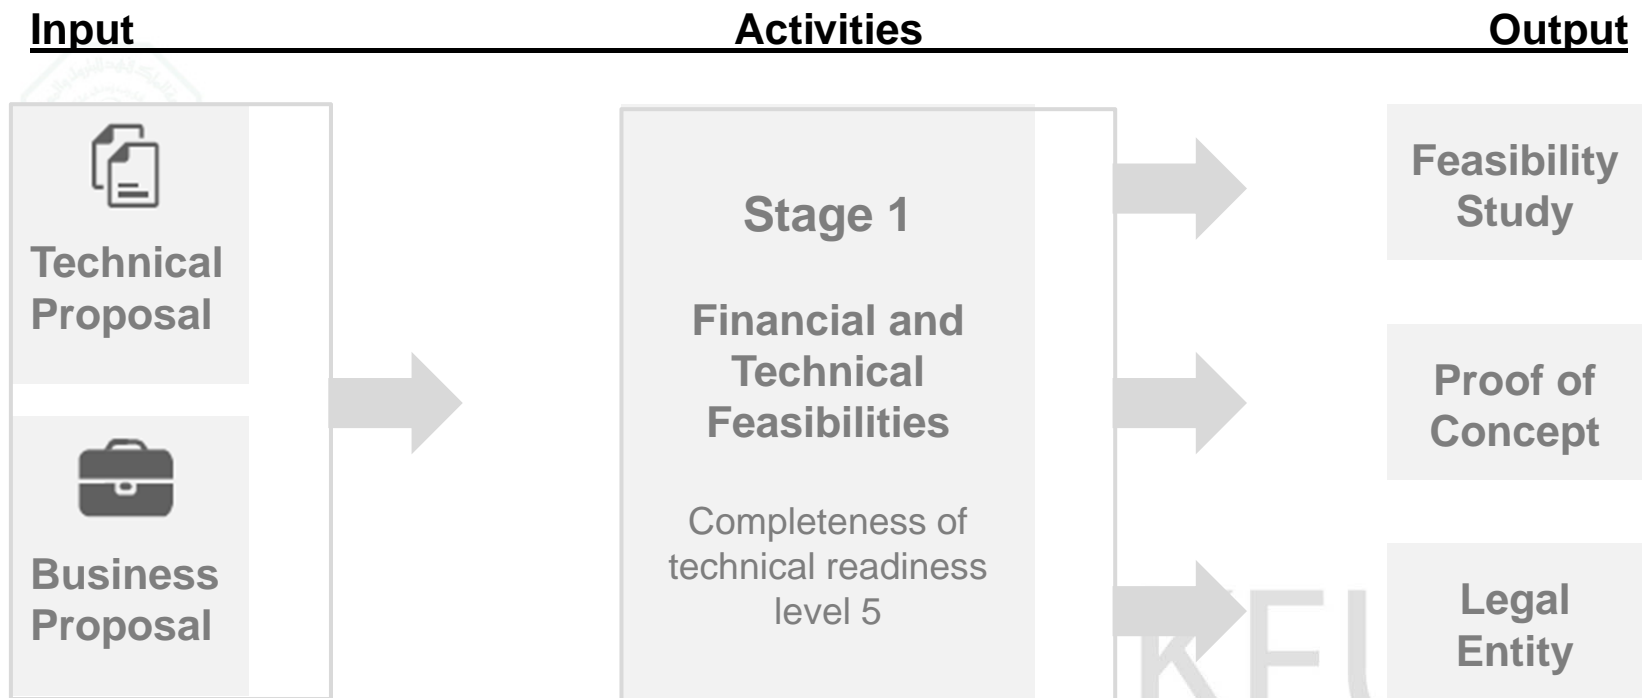 Input Activities Output
Technical
Proposal
Business
Proposal
Stage 1
Financial and
Technical
Feasibilities
Completeness of
technical readiness
level 5
Feasibility
Study
Proof of
Concept
Legal
Entity